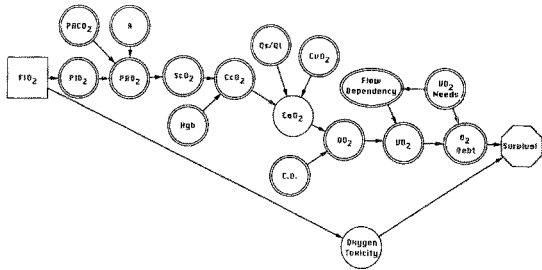 PACO2
R
Qs/Qt
CvO2
FIO2
PIO2
PAO2
ScO2
CcO2
Flow
Dependency
VO2
Needs
Hgb
CaO2
DO2
VO2
O2
Debt
Survival
C.O.
Oxygen
Toxicity